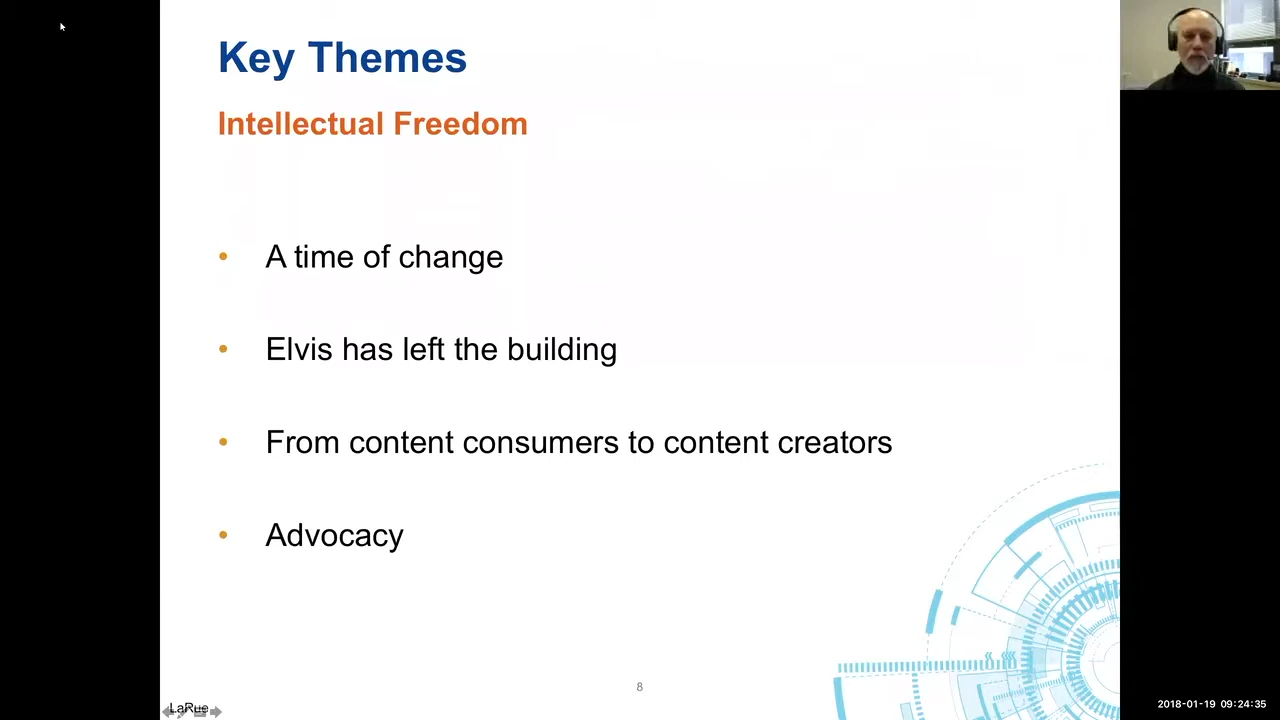 Key Themes
Intellectual Freedom
• A time of change
• Elvis has left the building
• From content consumers to content creators
• Advocacy
8
LaRue
2018-01-19 09:24:35